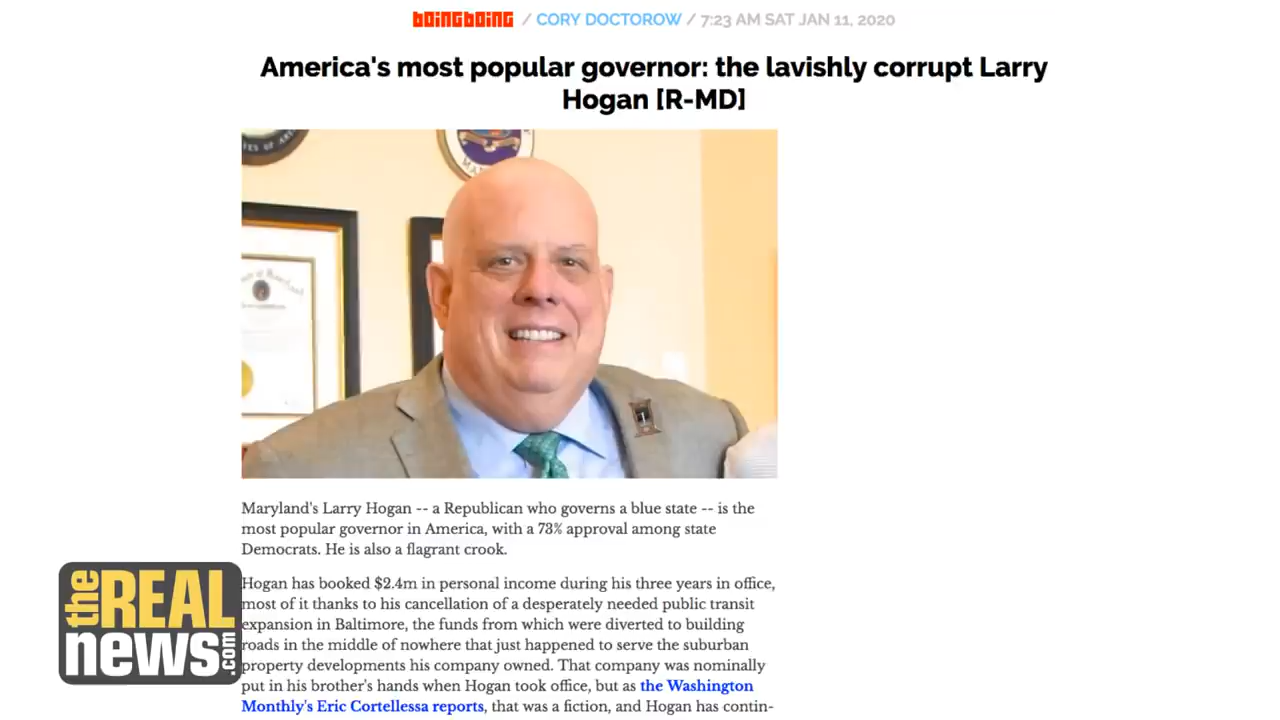 boingboing / CORY DOCTOROW / 7:23 AM SAT JAN 11, 2020
America's most popular governor: the lavishly corrupt Larry
Hogan [R-MD]
Maryland's Larry Hogan -- a Republican who governs a blue state -- is the
most popular governor in America, with a 73% approval among state
Democrats. He is also a flagrant crook.
Hogan has booked $2.4m in personal income during his three years in office,
most of it thanks to his cancellation of a desperately needed public transit
expansion in Baltimore, the funds from which were diverted to building
roads in the middle of nowhere that just happened to serve the suburban
property developments his company owned. That company was nominally
put in his brother's hands when Hogan took office, but as the Washington
Monthly's Eric Cortellessa reports, that was a fiction, and Hogan has contin-
the REAL
news.com